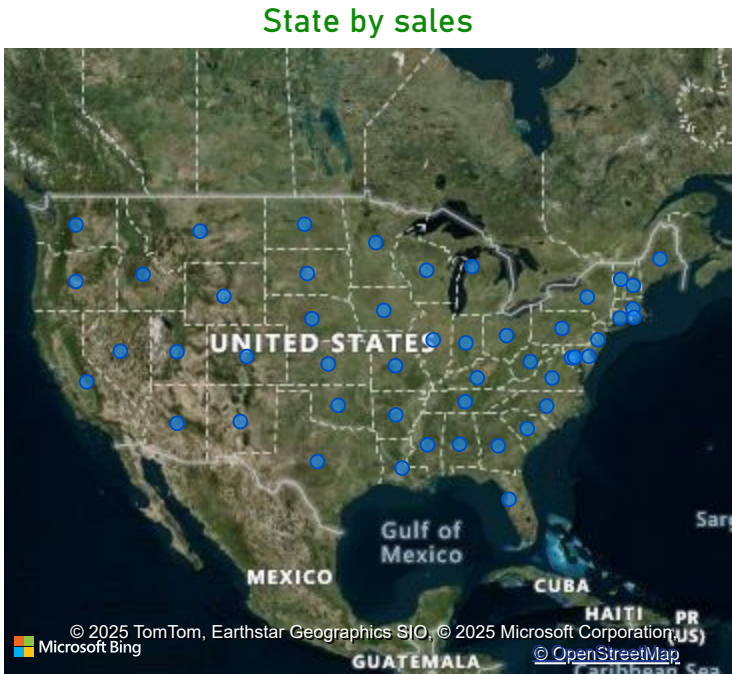 State by sales
UNITED STATES
Gulf of
Mexico
MEXICO
CUBA
HAITI
PR
(US)
GUATEMALA
Caribbean Sea
© 2025 TomTom, Earthstar Geographics SIO, © 2025 Microsoft Corporation,
Microsoft Bing
© OpenStreetMap